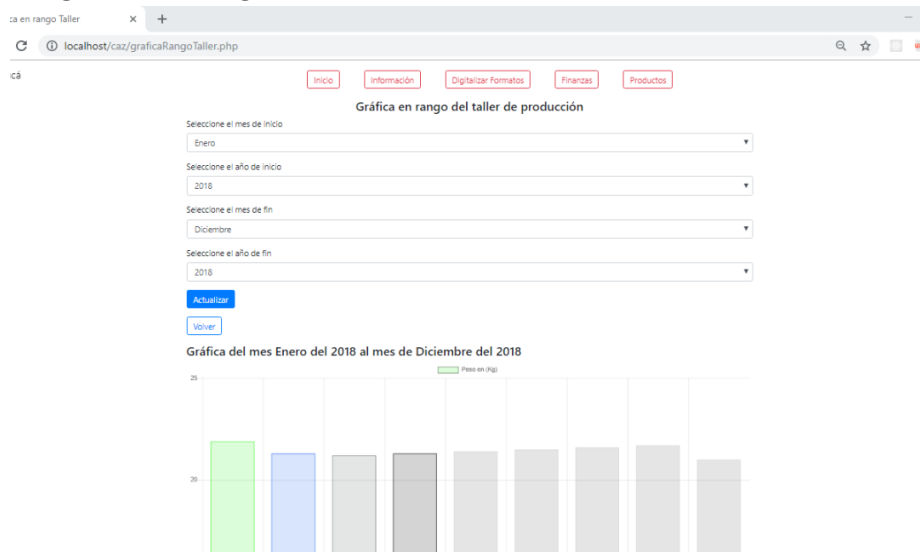 ca en rango Taller
localhost/caz/graficaRangoTaller.php
cá
Inicio Información Digitalizar Formatos Finanzas Productos
Gráfica en rango del taller de producción
Seleccione el mes de inicio
Enero
Seleccione el año de inicio
2018
Seleccione el mes de fin
Diciembre
Seleccione el año de fin
2018
Actualizar
Volver
Gráfica del mes Enero del 2018 al mes de Diciembre del 2018
Peso en (Kg)
25
20